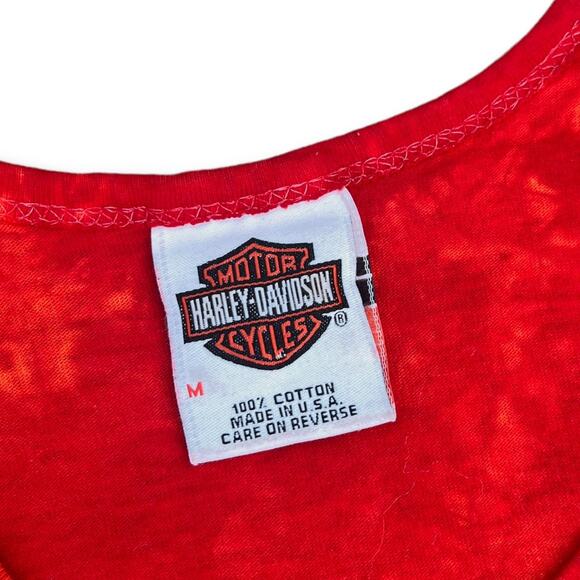 MOTOR
HARLEY-DAVIDSON
CYCLES
®
M
100% COTTON
MADE IN U.S.A.
CARE ON REVERSE